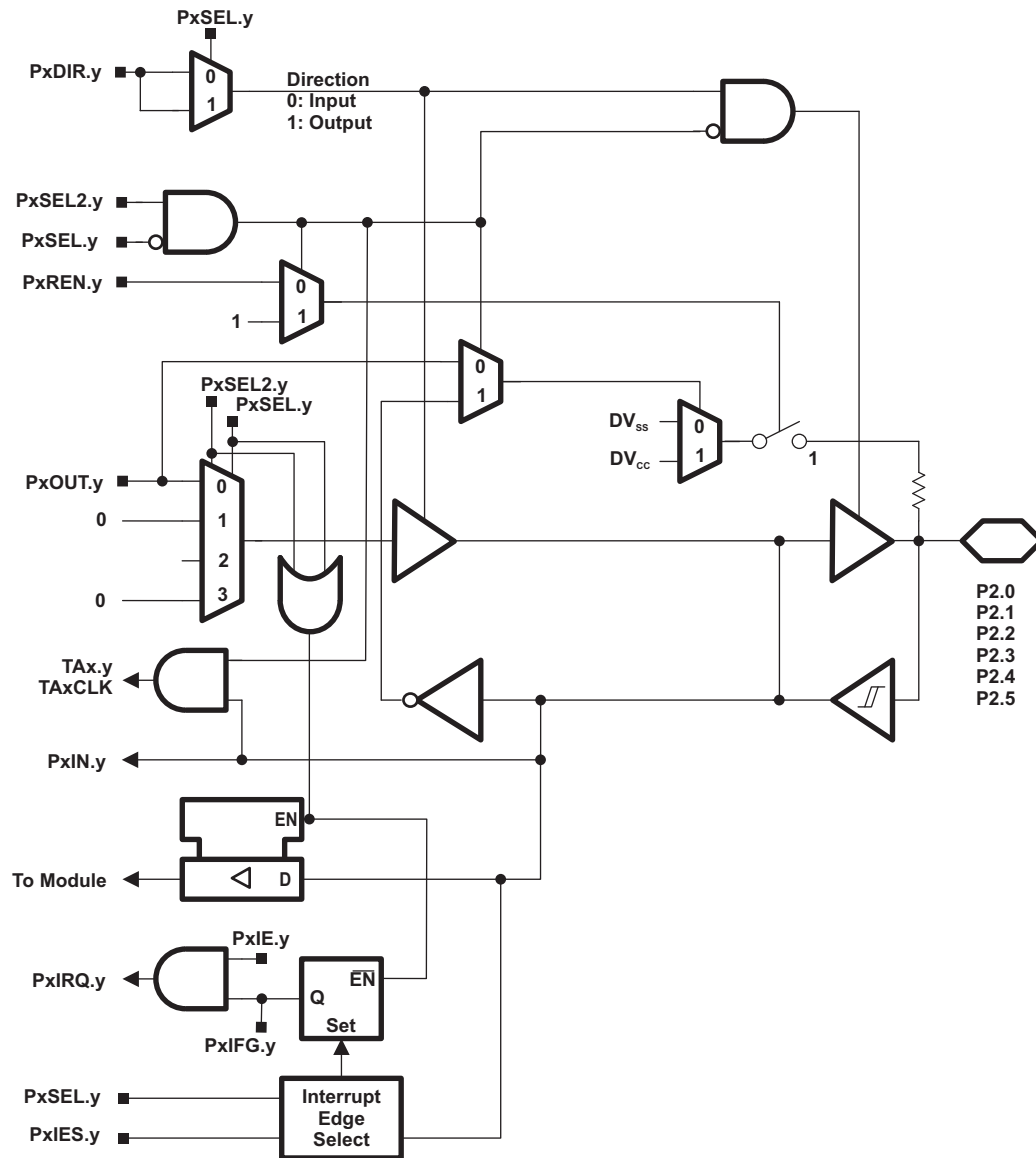 PxSEL.y
PxDIR.y
0
1
Direction
0: Input
1: Output
PxSEL2.y
PxSEL.y
PxREN.y
0
1
1
0
1
PxSEL2.y
PxSEL.y
DVSS
DVCC
0
1
1
PxOUT.y
0
0
1
2
0
3
P2.0
P2.1
P2.2
P2.3
P2.4
P2.5
TAx.y
TAxCLK
PxIN.y
EN
To Module
D
PxIE.y
PxIRQ.y
EN
Q
Set
PxIFG.y
PxSEL.y
PxIES.y
Interrupt
Edge
Select